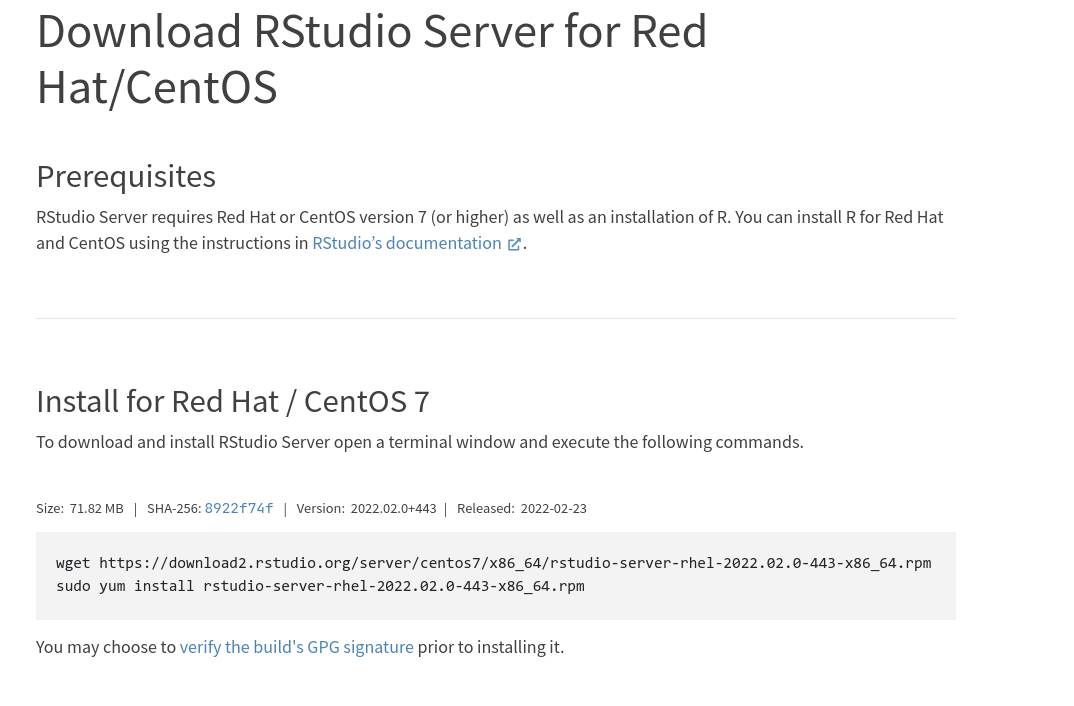 Download RStudio Server for Red
Hat/CentOS
Prerequisites
RStudio Server requires Red Hat or CentOS version 7 (or higher) as well as an installation of R. You can install R for Red Hat
and CentOS using the instructions in RStudio’s documentation.
Install for Red Hat / CentOS 7
To download and install RStudio Server open a terminal window and execute the following commands.
Size: 71.82 MB | SHA-256: 8922f74f | Version: 2022.02.0+443 | Released: 2022-02-23
wget https://download2.rstudio.org/server/centos7/x86_64/rstudio-server-rhel-2022.02.0-443-x86_64.rpm
sudo yum install rstudio-server-rhel-2022.02.0-443-x86_64.rpm
You may choose to verify the build's GPG signature prior to installing it.